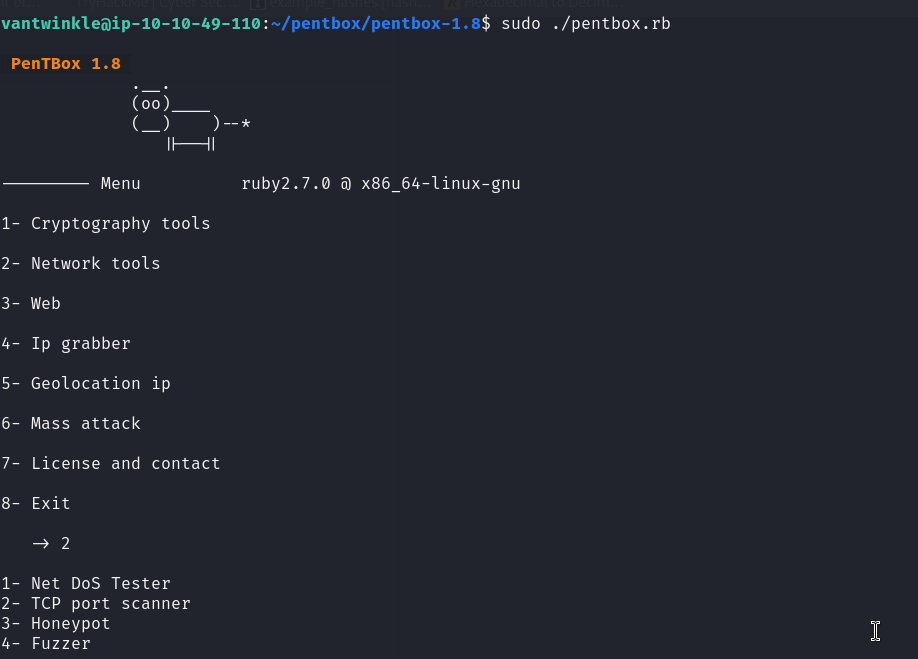 vantwinkle@ip-10-10-49-110:~/pentbox/pentbox-1.8$ sudo ./pentbox.rb
PenTBox 1.8
.__.
(oo)____
(__)    )--*
||----||
--------- Menu          ruby2.7.0 @ x86_64-linux-gnu
1- Cryptography tools
2- Network tools
3- Web
4- Ip grabber
5- Geolocation ip
6- Mass attack
7- License and contact
8- Exit
-> 2
1- Net DoS Tester
2- TCP port scanner
3- Honeypot
4- Fuzzer